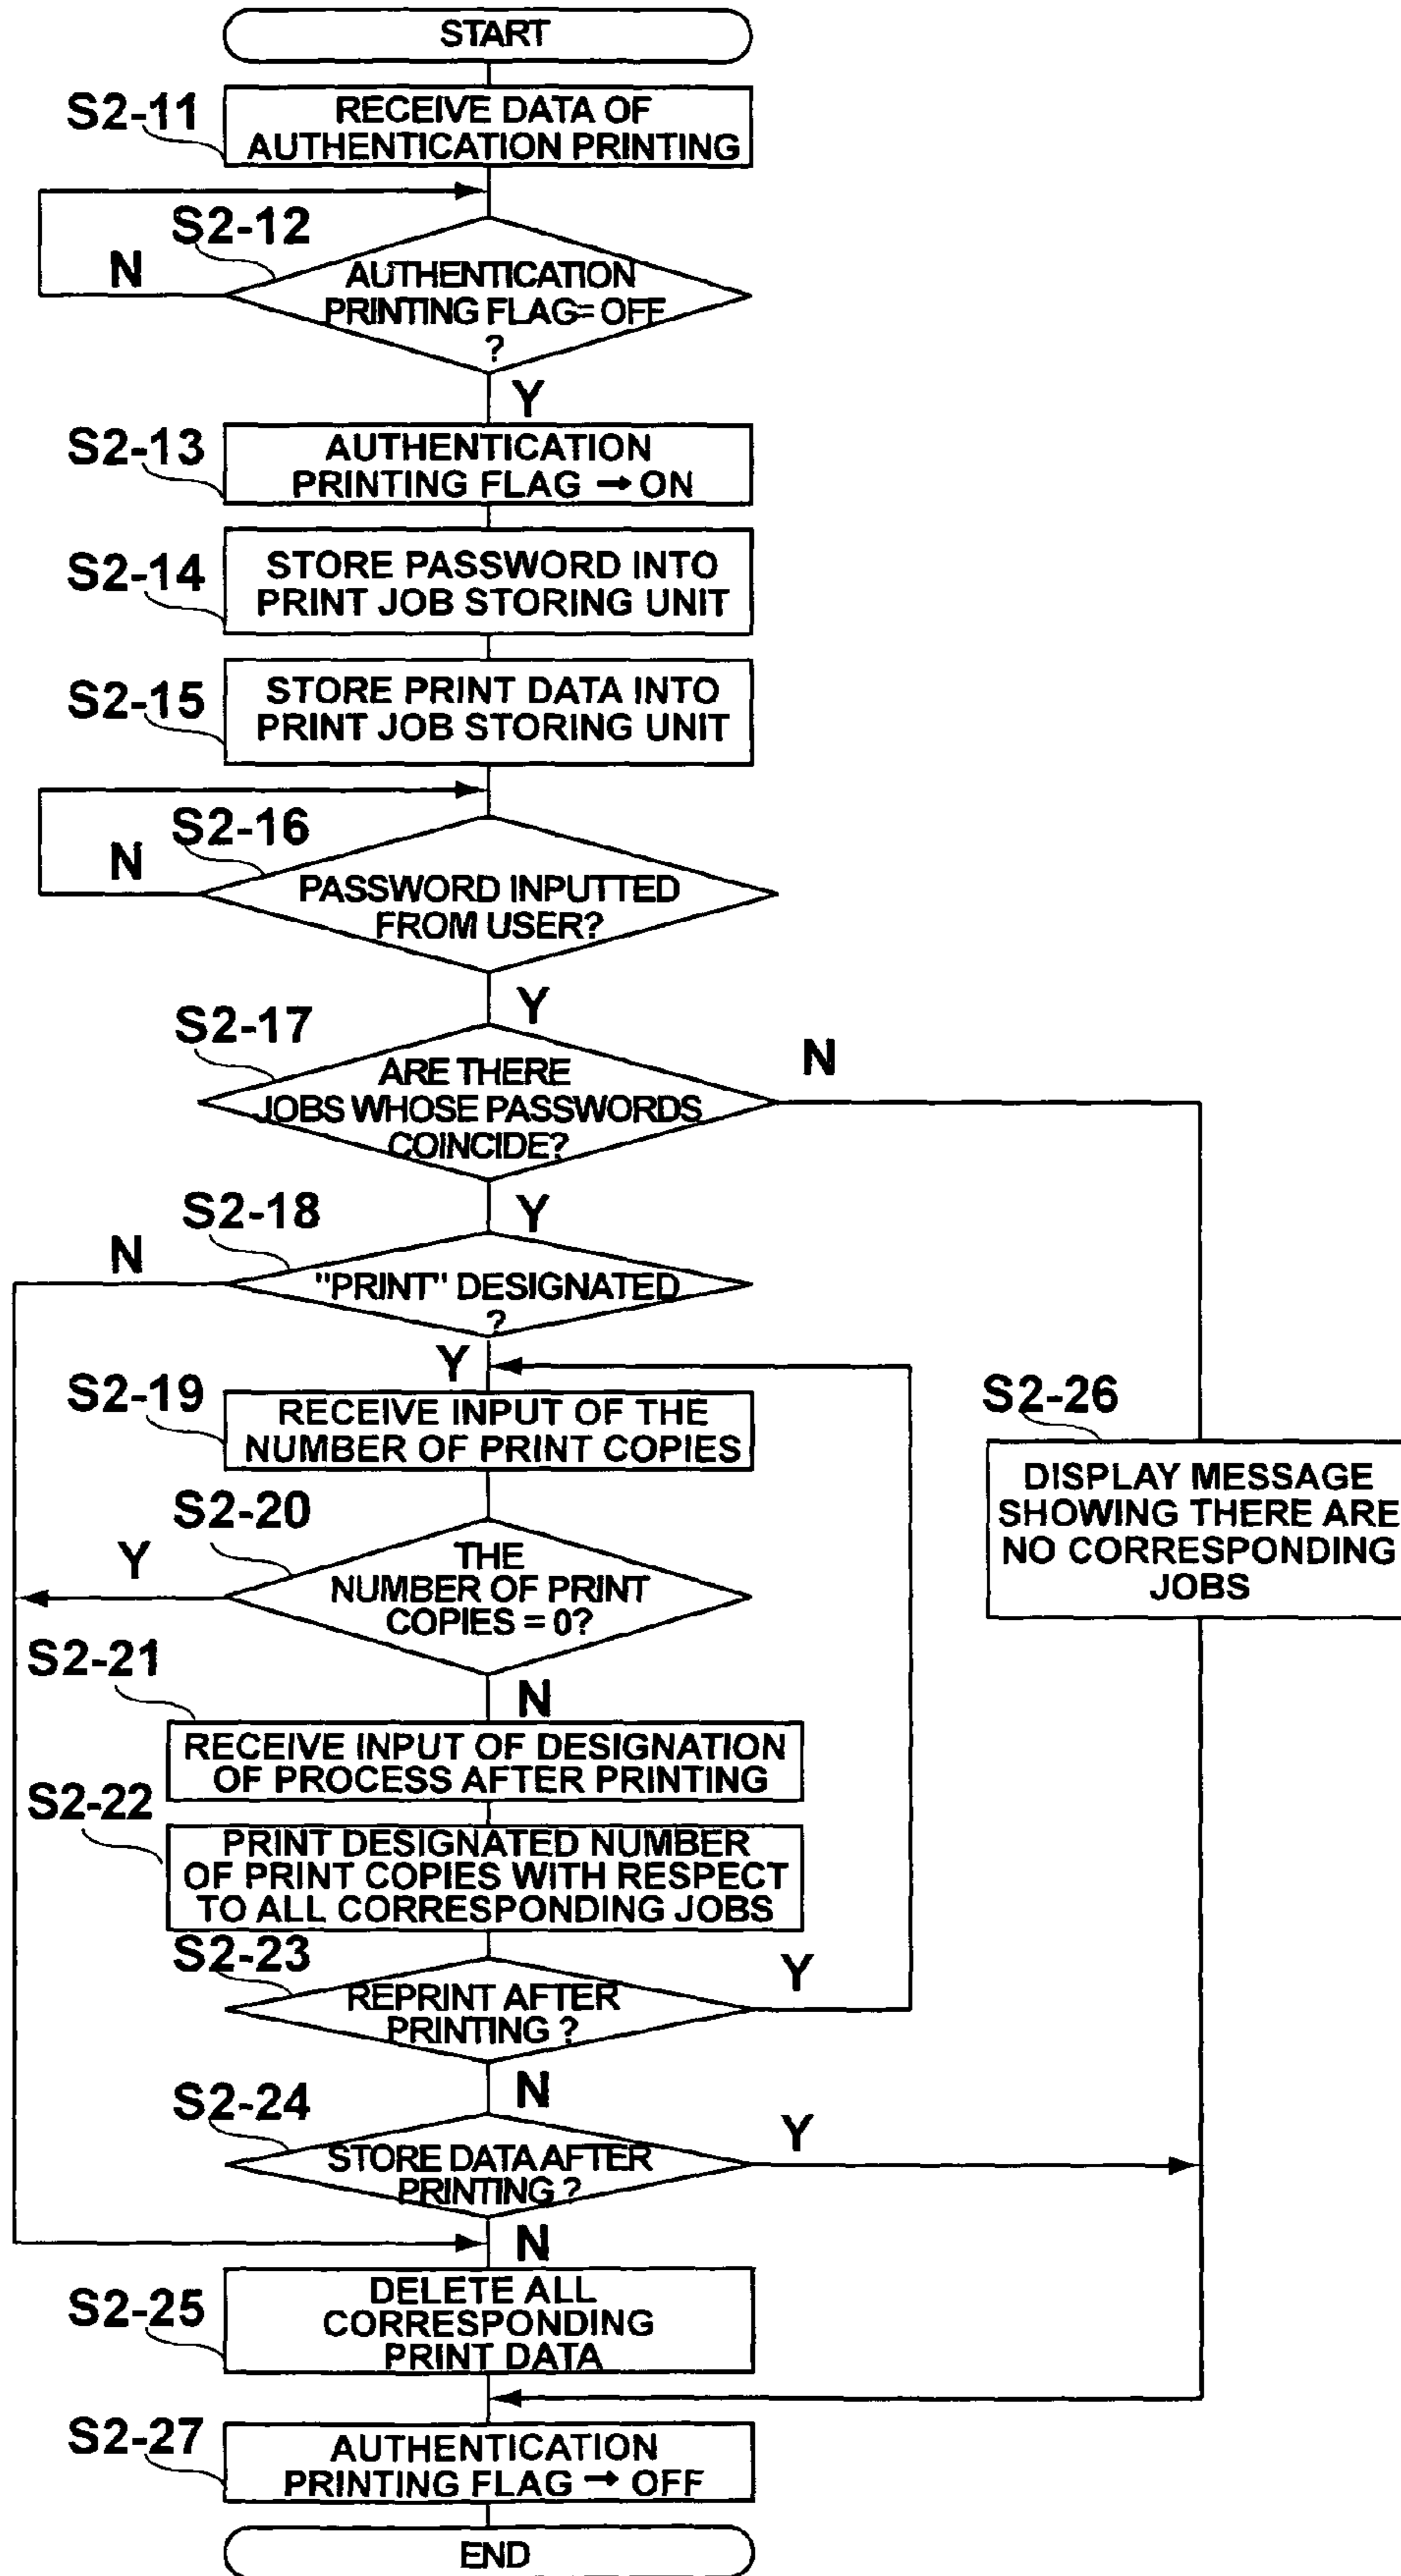 START
S2-11
RECEIVE DATA OF
AUTHENTICATION PRINTING
S2-12
N
AUTHENTICATION
PRINTING FLAG= OFF
?
Y
S2-13
AUTHENTICATION
PRINTING FLAG → ON
S2-14
STORE PASSWORD INTO
PRINT JOB STORING UNIT
S2-15
STORE PRINT DATA INTO
PRINT JOB STORING UNIT
S2-16
N
PASSWORD INPUTTED
FROM USER?
Y
S2-17
N
ARE THERE
JOBS WHOSE PASSWORDS
COINCIDE?
Y
S2-18
N
"PRINT" DESIGNATED
?
Y
S2-19
RECEIVE INPUT OF THE
NUMBER OF PRINT COPIES
S2-26
DISPLAY MESSAGE
SHOWING THERE ARE
NO CORRESPONDING
JOBS
S2-20
Y
THE
NUMBER OF PRINT
COPIES = 0?
N
S2-21
RECEIVE INPUT OF DESIGNATION
OF PROCESS AFTER PRINTING
S2-22
PRINT DESIGNATED NUMBER
OF PRINT COPIES WITH RESPECT
TO ALL CORRESPONDING JOBS
S2-23
Y
REPRINT AFTER
PRINTING ?
N
S2-24
Y
STORE DATA AFTER
PRINTING ?
N
S2-25
DELETE ALL
CORRESPONDING
PRINT DATA
S2-27
AUTHENTICATION
PRINTING FLAG → OFF
END